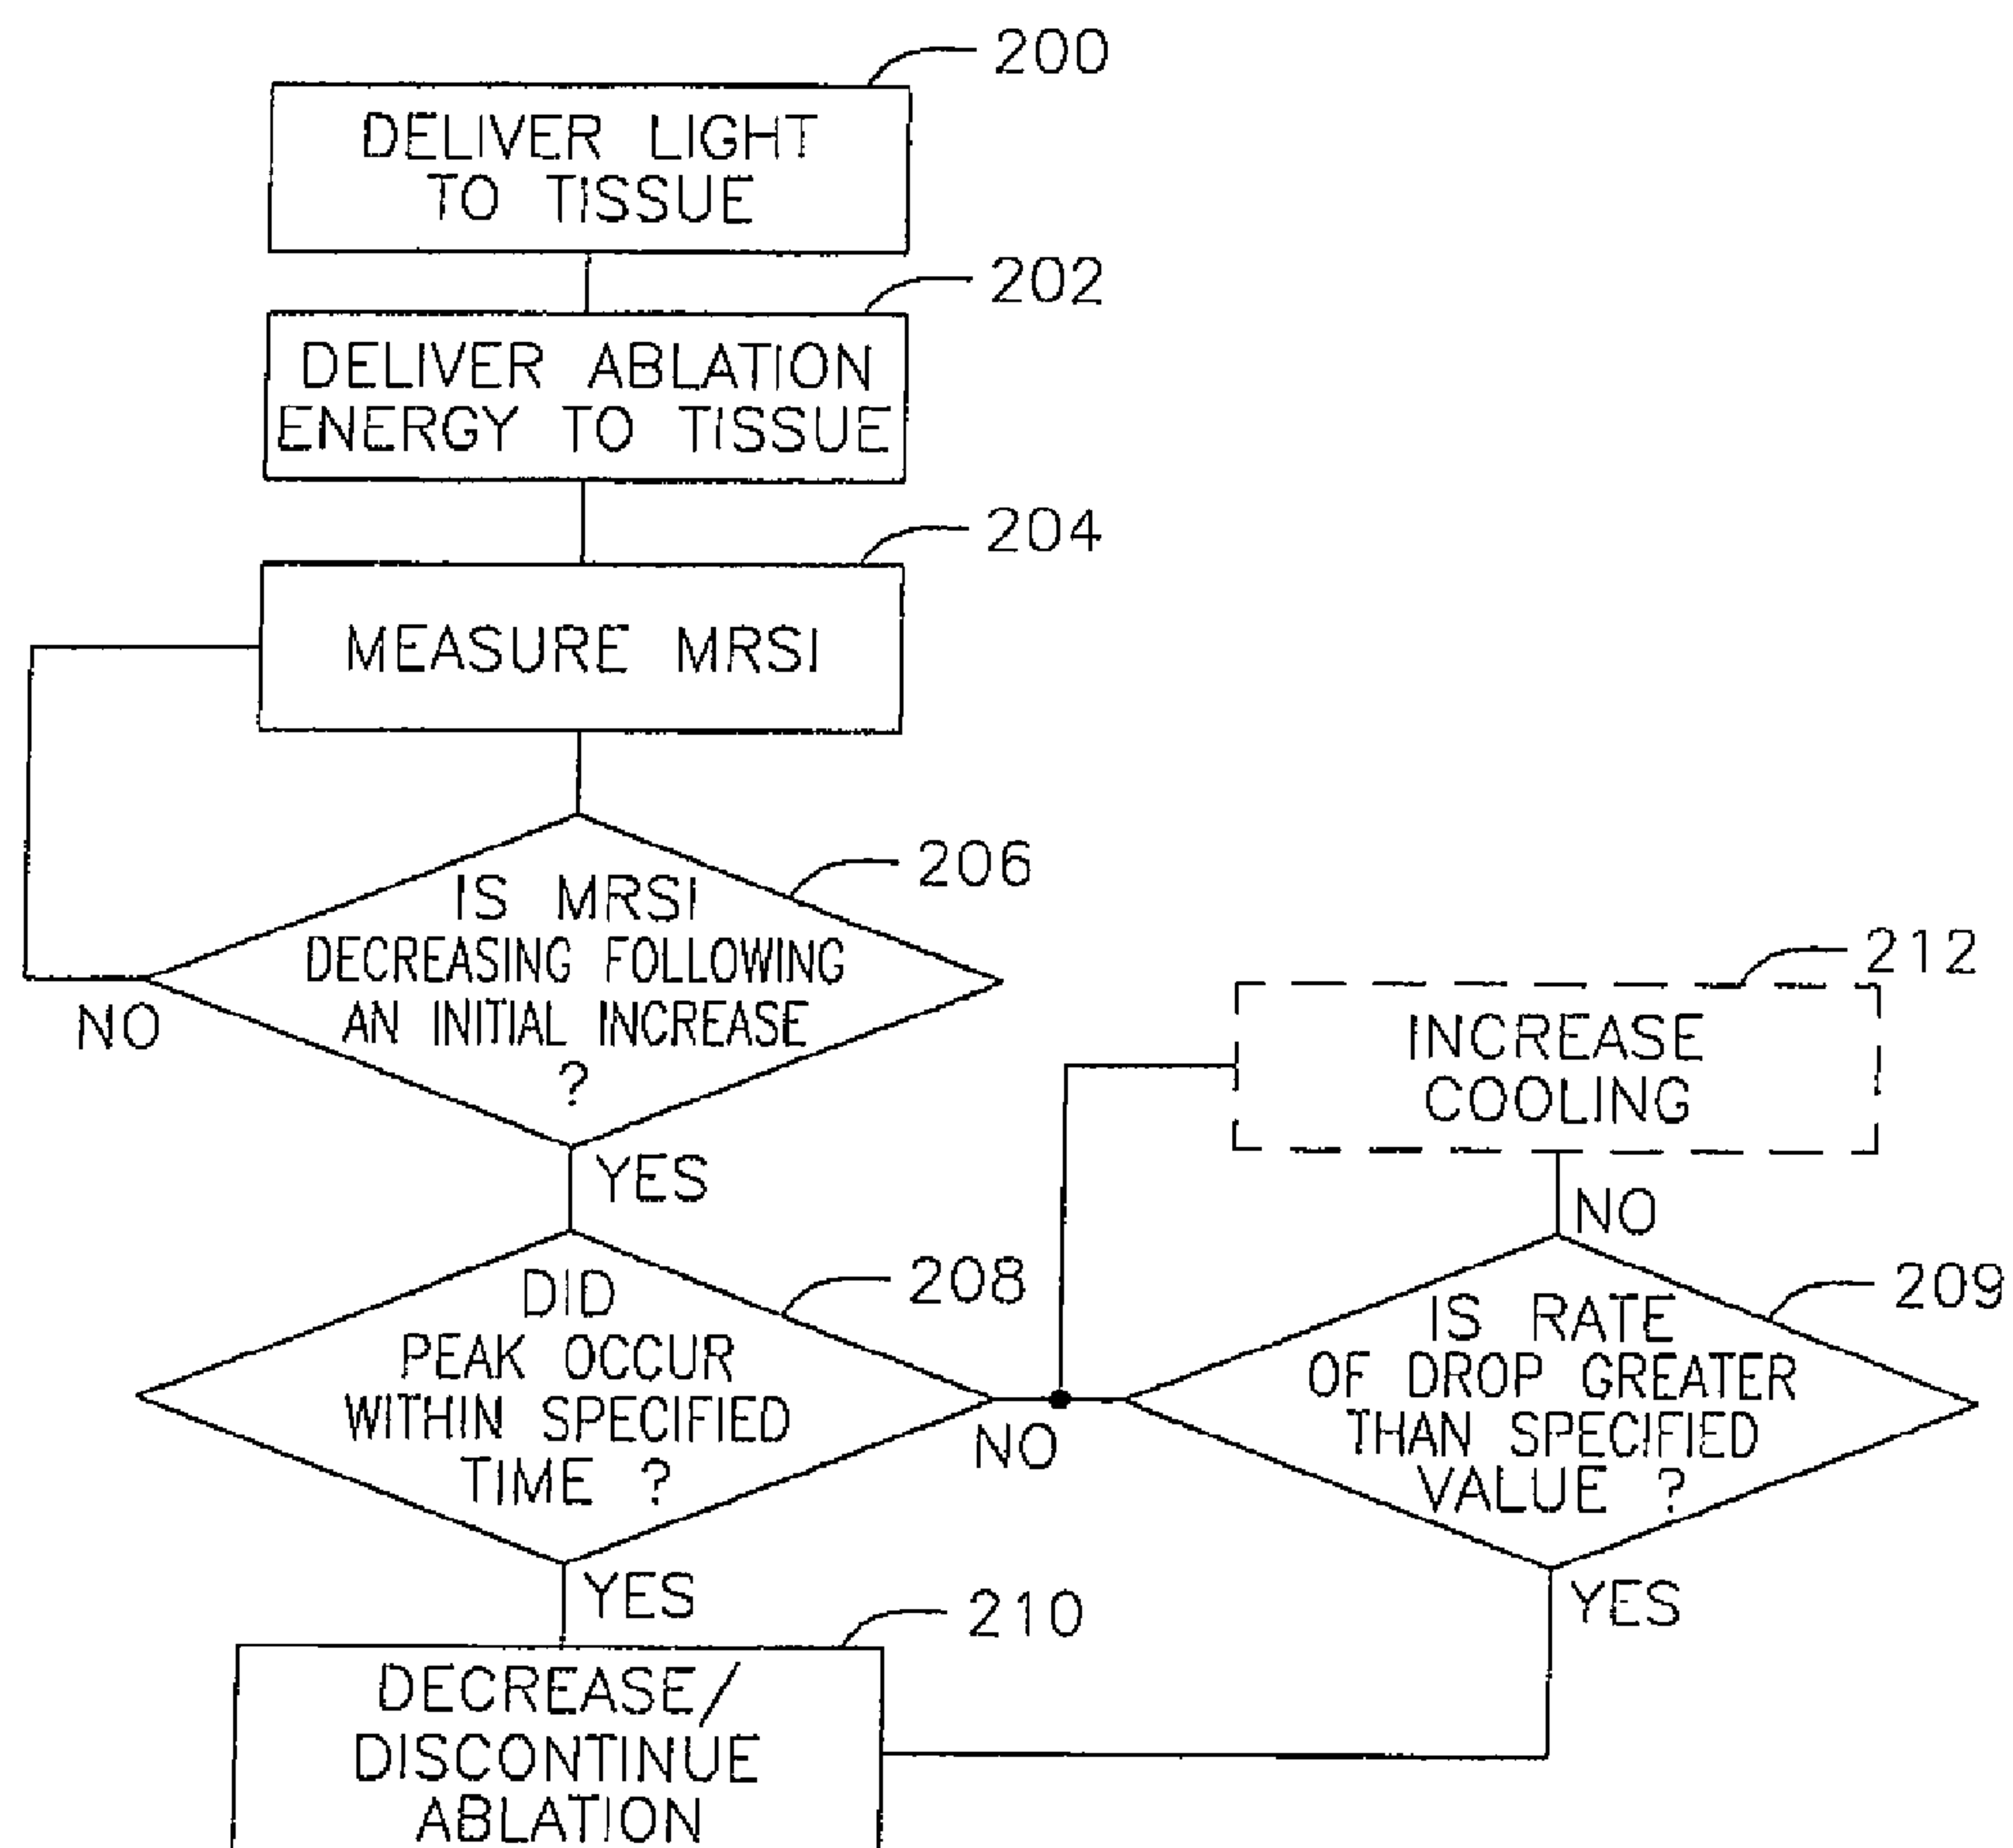 200
DELIVER LIGHT
TO TISSUE
202
DELIVER ABLATION
ENERGY TO TISSUE
204
MEASURE MRSI
206
IS MRSI
DECREASING FOLLOWING
AN INITIAL INCREASE
?
NO
YES
212
INCREASE
COOLING
NO
208
DID
PEAK OCCUR
WITHIN SPECIFIED
TIME ?
NO
YES
209
IS RATE
OF DROP GREATER
THAN SPECIFIED
VALUE ?
YES
210
DECREASE/
DISCONTINUE
ABLATION